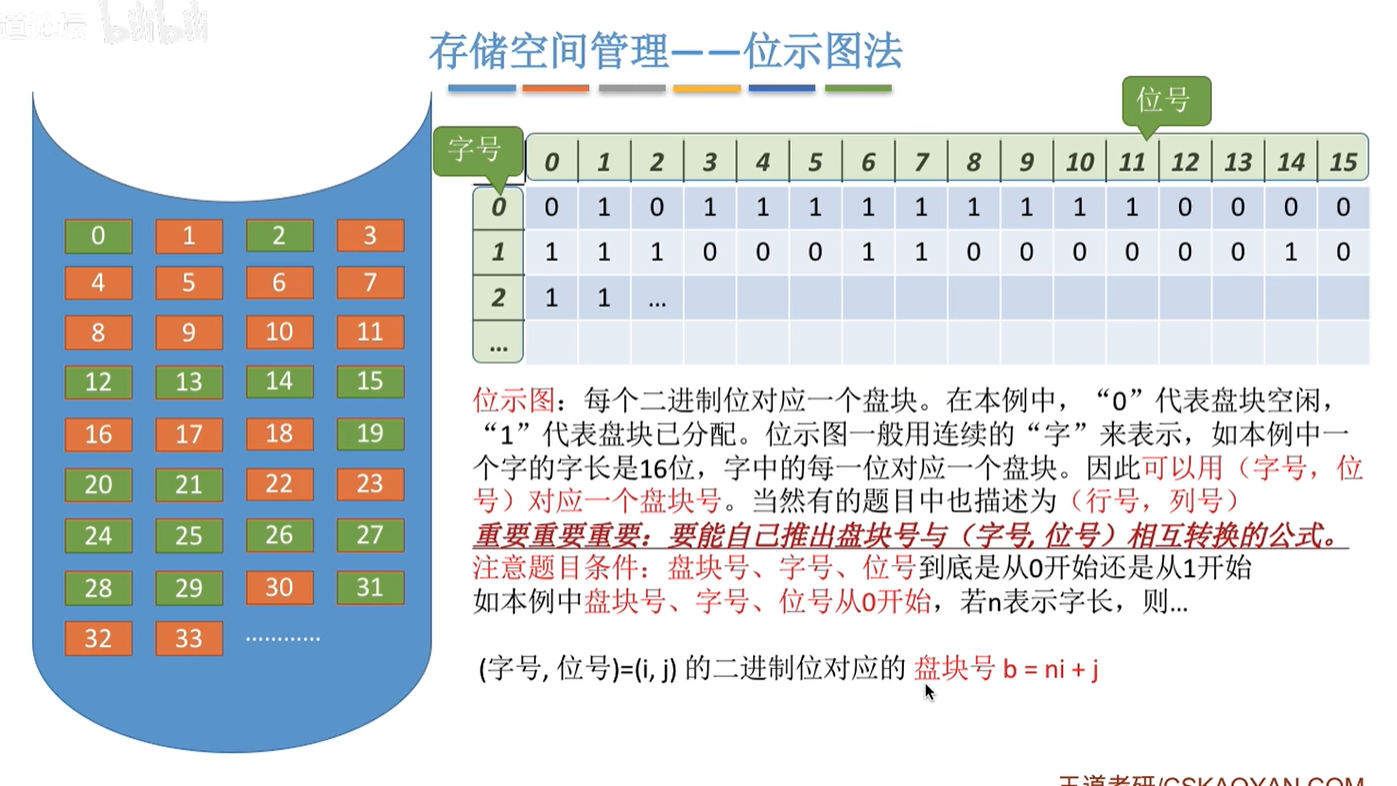 bilibili
存储空间管理——位示图法
位号
字号
0 1 2 3 4 5 6 7 8 9 10 11 12 13 14 15
0 0 1 0 1 1 1 1 1 1 1 1 1 0 0 0 0
1 1 1 1 0 0 0 1 1 0 0 0 0 0 0 1 0
2 1 1 …
…
0 1 2 3
4 5 6 7
8 9 10 11
12 13 14 15
16 17 18 19
20 21 22 23
24 25 26 27
28 29 30 31
32 33 …………
位示图：每个二进制位对应一个盘块。在本例中，“0”代表盘块空闲，
“1”代表盘块已分配。位示图一般用连续的“字”来表示，如本例中一
个字的字长是16位，字中的每一位对应一个盘块。因此可以用（字号，位
号）对应一个盘块号。当然有的题目中也描述为（行号，列号）
重要重要重要：要能自己推出盘块号与（字号, 位号）相互转换的公式。
注意题目条件：盘块号、字号、位号到底是从0开始还是从1开始
如本例中盘块号、字号、位号从0开始，若n表示字长，则…
(字号, 位号)=(i, j) 的二进制位对应的 盘块号 b = ni + j
王道考研/CSKAOYAN.COM